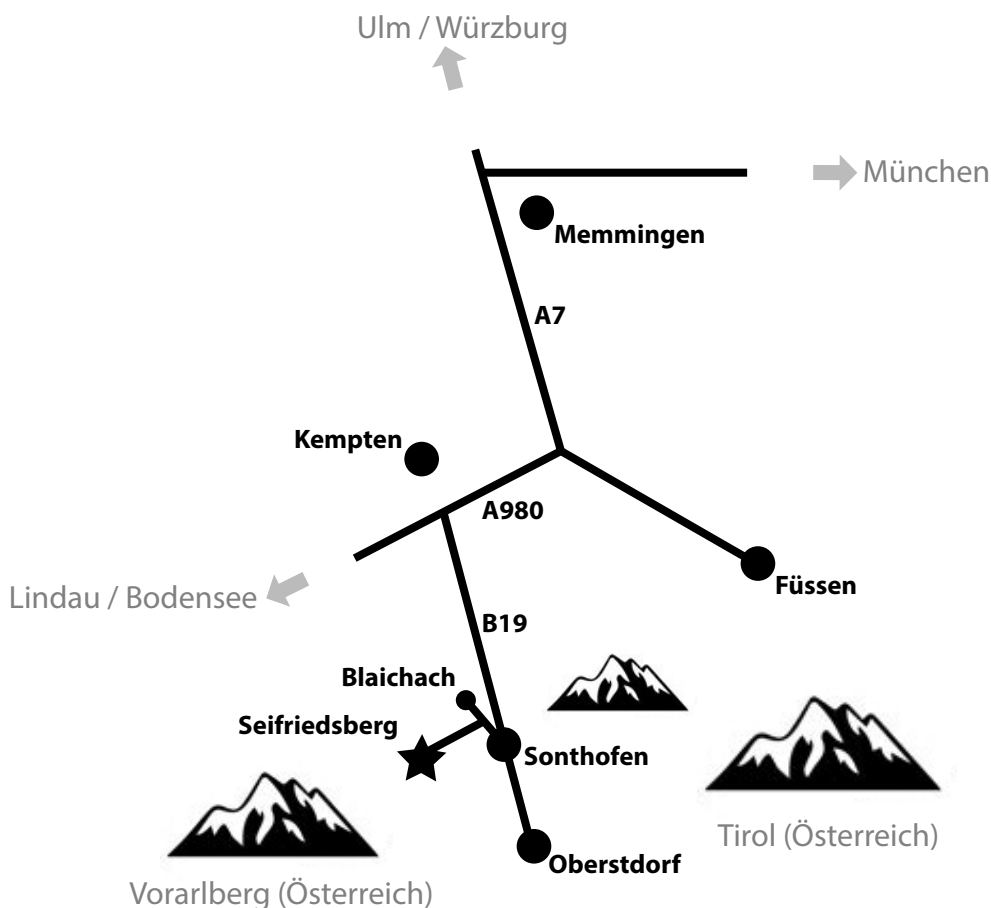 Ulm / Würzburg
München
Memmingen
A7
Kempten
A980
Füssen
Lindau / Bodensee
B19
Blaichach
Seifriedsberg
Sonthofen
Tirol (Österreich)
Oberstdorf
Vorarlberg (Österreich)